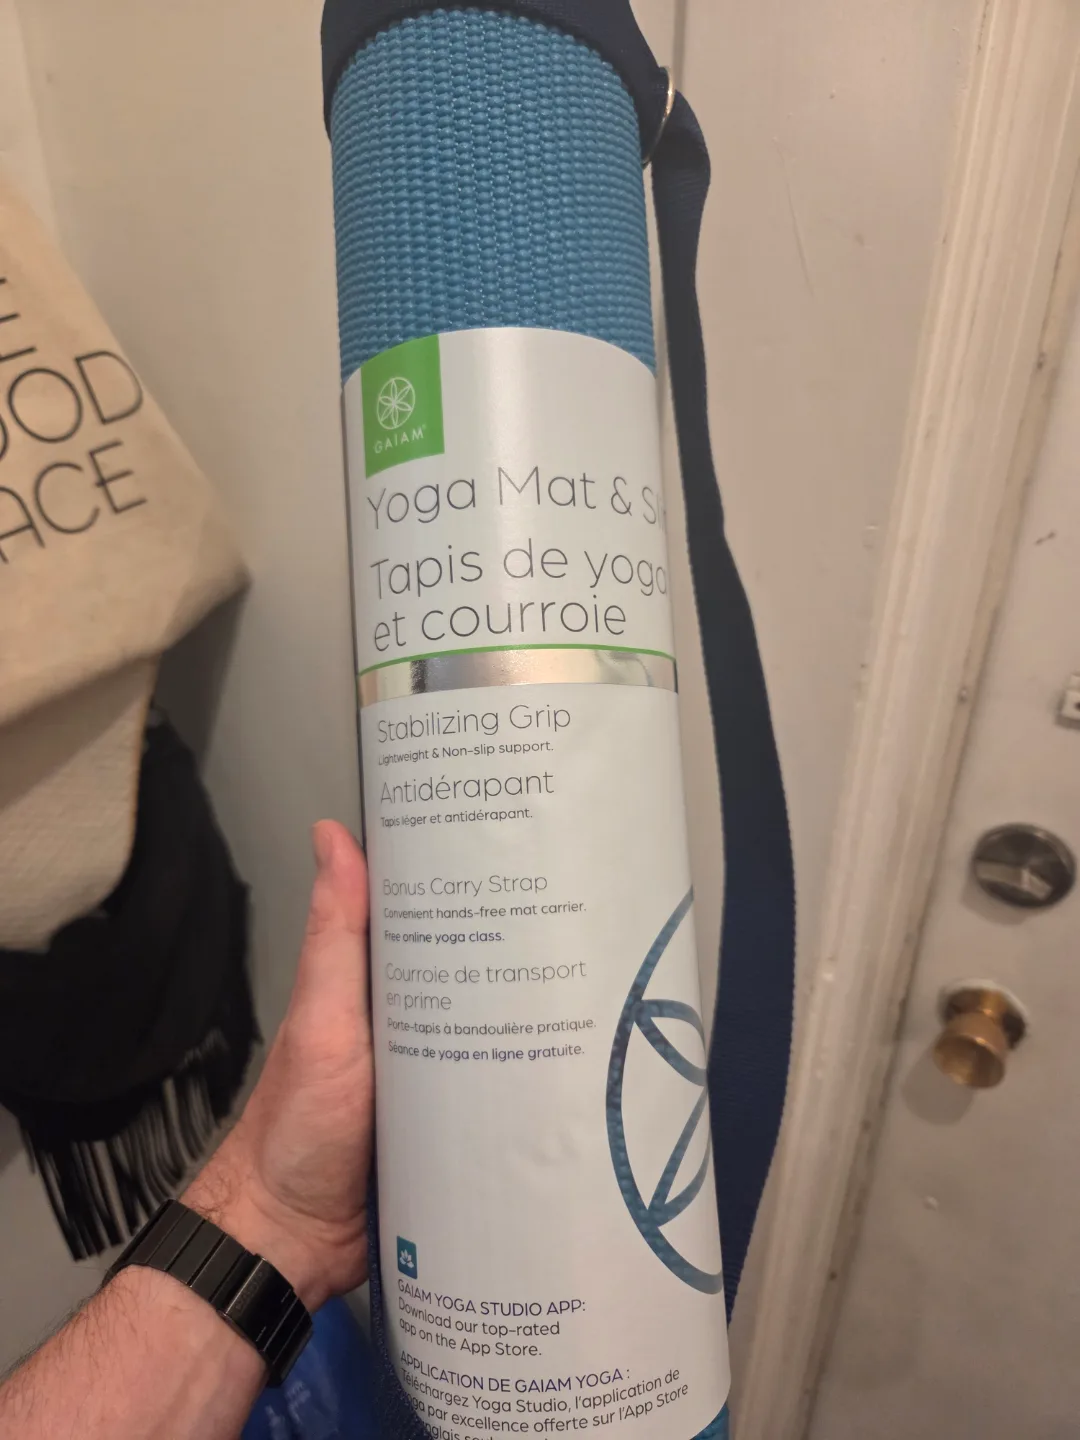 OOD
ACE
GAIAM
Yoga Mat &
Tapis de yoga
et courroie
Stabilizing Grip
Lightweight & Non-slip support.
Antidérapant
Tapis léger et antidérapant.
Bonus Carry Strap
Convenient hands-free mat carrier.
Free online yoga class.
Courroie de transport
en prime
Porte-tapis à bandoulière pratique.
Séance de yoga en ligne gratuite.
GAIAM YOGA STUDIO APP:
Download our top-rated
app on the App Store.
APPLICATION DE GAIAM YOGA :
Téléchargez Yoga Studio, l'application de
yoga par excellence offerte sur l'App Store